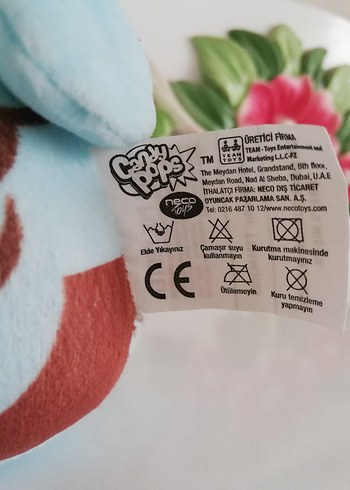 Candy
pops
TM
TEAM
TOYS
ÜRETİCİ FİRMA
TEAM - Toys Entertainment and
Marketing L.L.C-FZ
The Meydan Hotel, Grandstand, 6th floor,
Meydan Road, Nad Al Sheba, Dubai, U.A.E
İTHALATÇI FİRMA: NECO DIŞ TİCARET
OYUNCAK PAZARLAMA SAN. A.Ş.
Tel: 0216 487 10 12/www.necotoys.com
neco
Toys
Elde Yıkayınız
Çamaşır suyu
kullanmayın
Kurutma makinesinde
kurutmayınız
CE
Ütülemeyin
Kuru temizleme
yapmayın